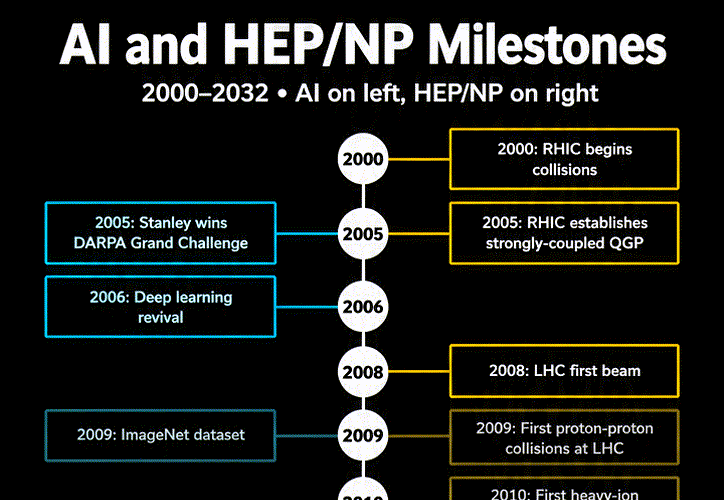 AI and HEP/NP Milestones
2000–2032 • AI on left, HEP/NP on right
2000
2000: RHIC begins
collisions
2005: Stanley wins
DARPA Grand Challenge
2005
2005: RHIC establishes
strongly-coupled QGP
2006: Deep learning
revival
2006
2008
2008: LHC first beam
2009: ImageNet dataset
2009
2009: First proton-proton
collisions at LHC
2010
2010: First heavy-ion